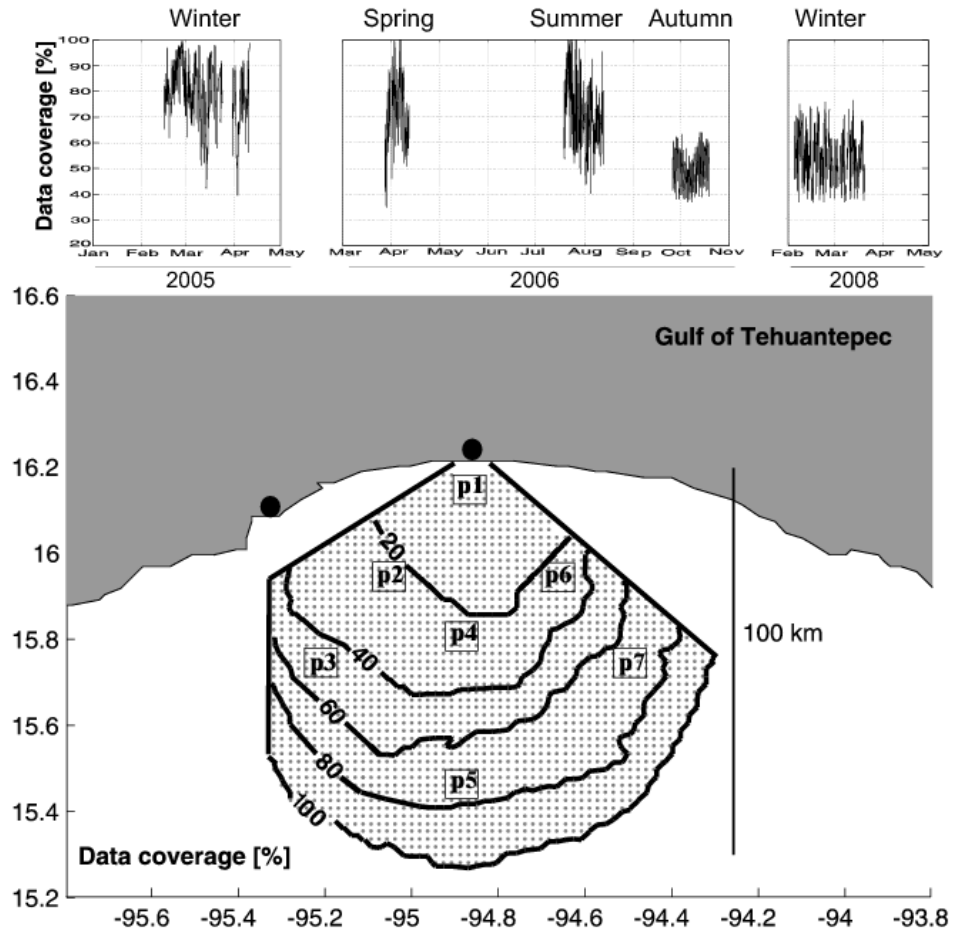 Winter Spring Summer Autumn Winter
Data coverage [%]
100
90
80
70
60
50
40
30
20
Jan Feb Mar Apr May Mar Apr May Jun Jul Aug Sep Oct Nov Feb Mar Apr May
2005 2006 2008
16.6
Gulf of Tehuantepec
16.4
16.2
p1
20
16
p2 p6
p4
15.8
100 km
p3 40 p7
60
15.6
80 p5
100
15.4
Data coverage [%]
15.2
-95.6 -95.4 -95.2 -95 -94.8 -94.6 -94.4 -94.2 -94 -93.8